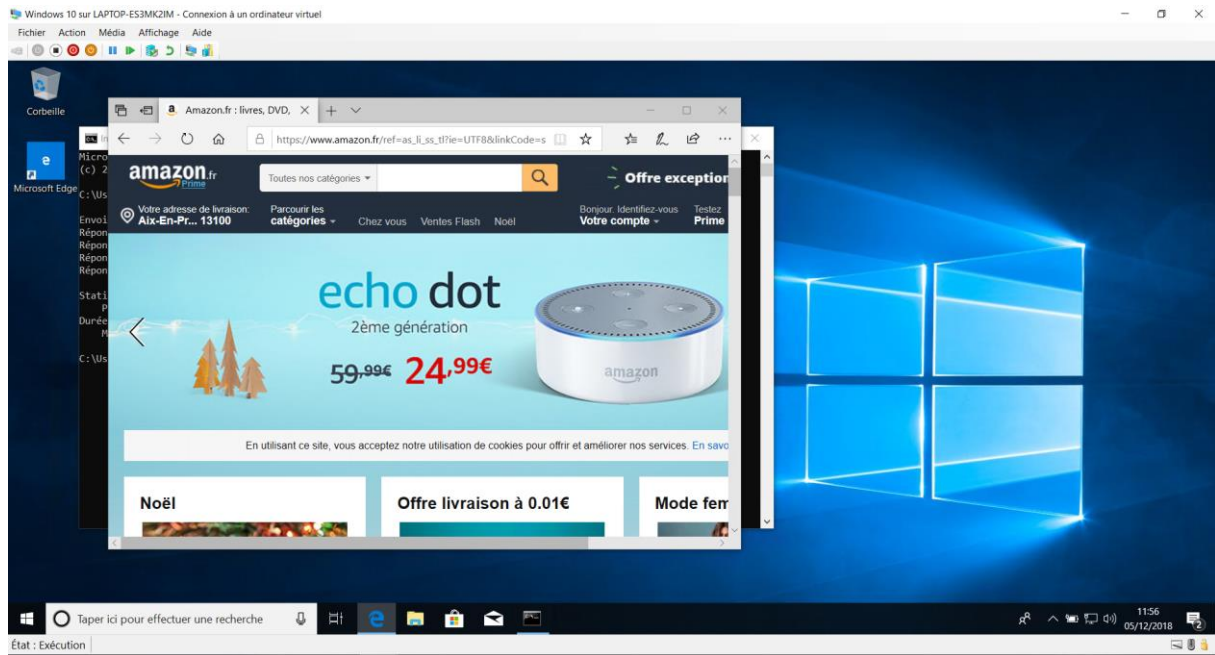 Windows 10 sur LAPTOP-ES3MK2IM - Connexion à un ordinateur virtuel
Fichier Action Média Affichage Aide
Corbeille
Microsoft Edge
Amazon.fr : livres, DVD,
https://www.amazon.fr/ref=as_li_ss_tl?ie=UTF8&linkCode=s
Micro
(c) 2
C:\Us
Envoi
Répon
Répon
Répon
Répon
Stati
P
Durée
M
C:\Us
amazon.fr
Prime
Toutes nos catégories
Offre exception
Votre adresse de livraison:
Aix-En-Pr... 13100
Parcourir les
catégories
Chez vous Ventes Flash Noël
Bonjour. Identifiez-vous
Votre compte
Testez
Prime
echo dot
2ème génération
59,99€ 24,99€
amazon
En utilisant ce site, vous acceptez notre utilisation de cookies pour offrir et améliorer nos services. En savo
Noël
Offre livraison à 0.01€
Mode fem
Taper ici pour effectuer une recherche
11:56
05/12/2018
2
État : Exécution